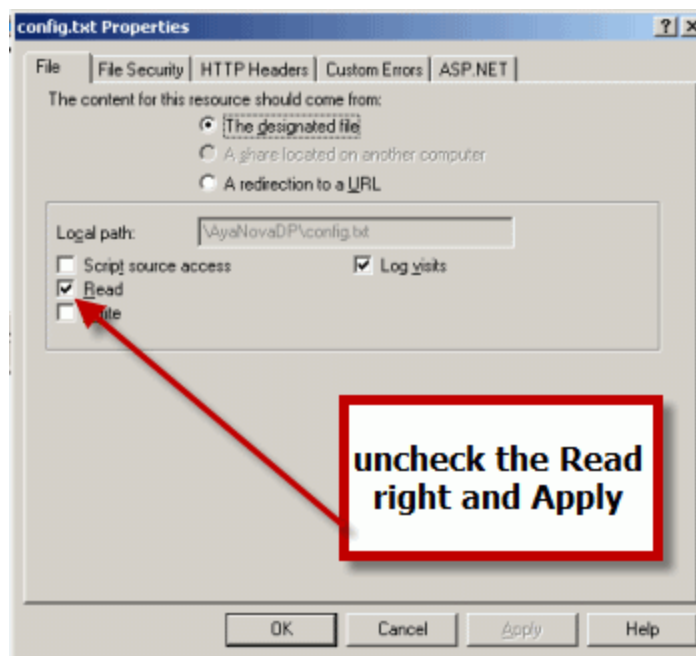 config.txt Properties
File
File Security
HTTP Headers
Custom Errors
ASP.NET
The content for this resource should come from:
The designated file
A share located on another computer
A redirection to a URL
Local path:
\AyaNovaDP\config.txt
Script source access
Log visits
Read
uncheck the Read
right and Apply
OK
Cancel
Apply
Help